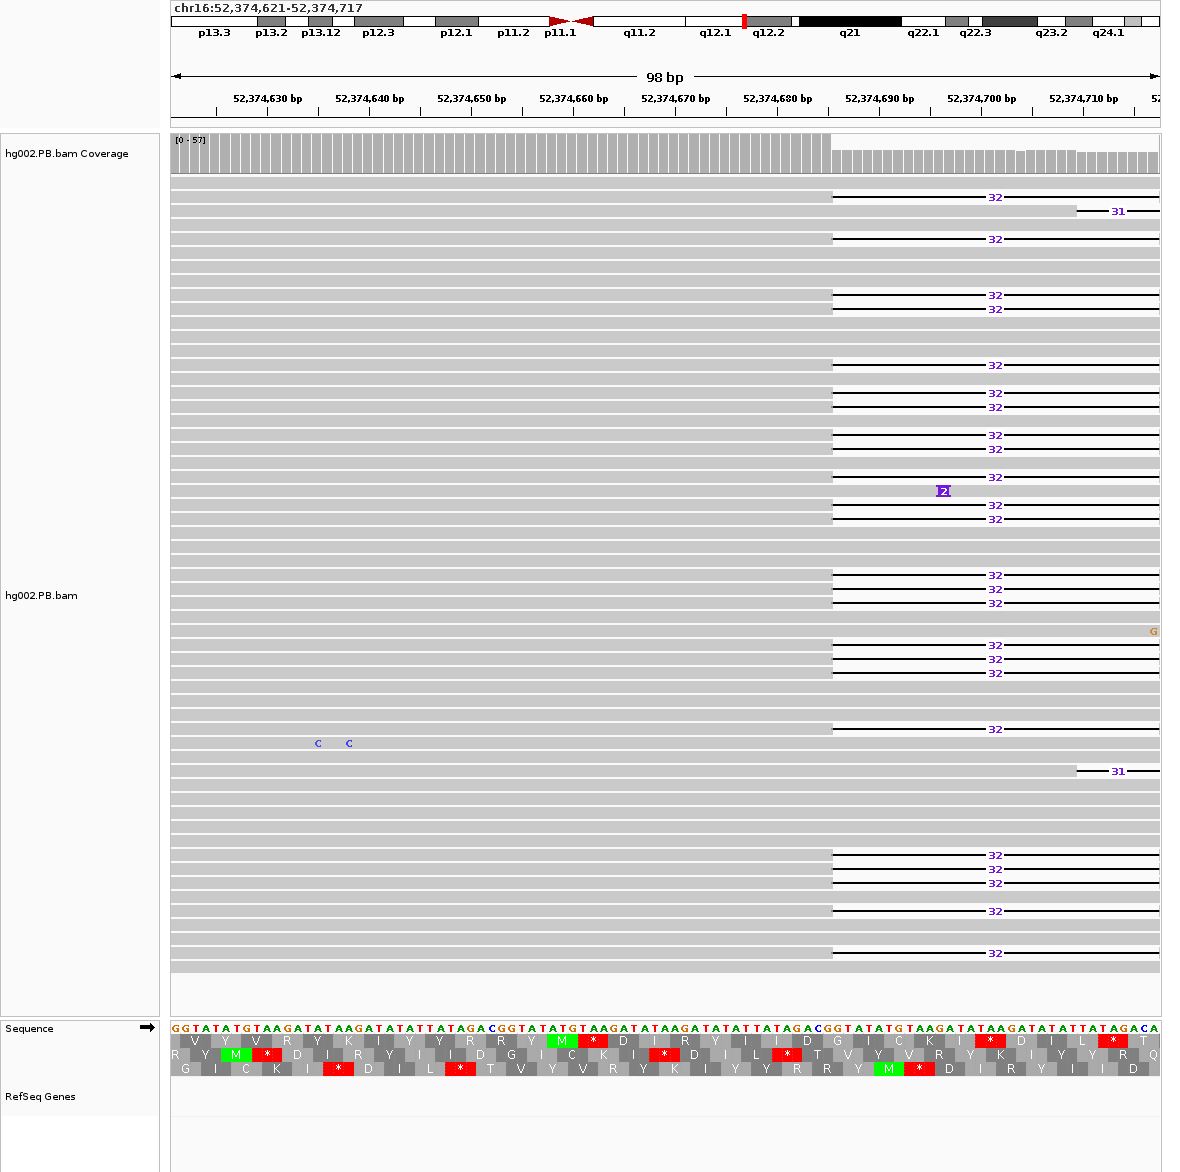 chr16:52,374,621-52,374,717
p13.3 p13.2 p13.12 p12.3 p12.1 p11.2 p11.1 q11.2 q12.1 q12.2 q21 q22.1 q22.3 q23.2 q24.1
98 bp
52,374,630 bp 52,374,640 bp 52,374,650 bp 52,374,660 bp 52,374,670 bp 52,374,680 bp 52,374,690 bp 52,374,700 bp 52,374,710 bp 52
[0 - 57]
hg002.PB.bam Coverage
32
31
32
32
32
32
32
32
32
32
32
2
32
32
32
32
hg002.PB.bam
32
G
32
32
32
32
C C
31
32
32
32
32
32
Sequence GGTATATGTAAGATATAAGATATATTATAGACGGTATATGTAAGATATAAGATATATTATAGACGGTATATGTAAGATATAAGATATATTATAGACA
V Y V R Y K I Y Y R R Y M * D I R Y I I D G I C K I * D I L * T
R Y M * D I R Y I I D G I C K I * D I L * T V Y V R Y K I Y Y R Q
G I C K I * D I L * T V Y V R Y K I Y Y R R Y M * D I R Y I I D
RefSeq Genes